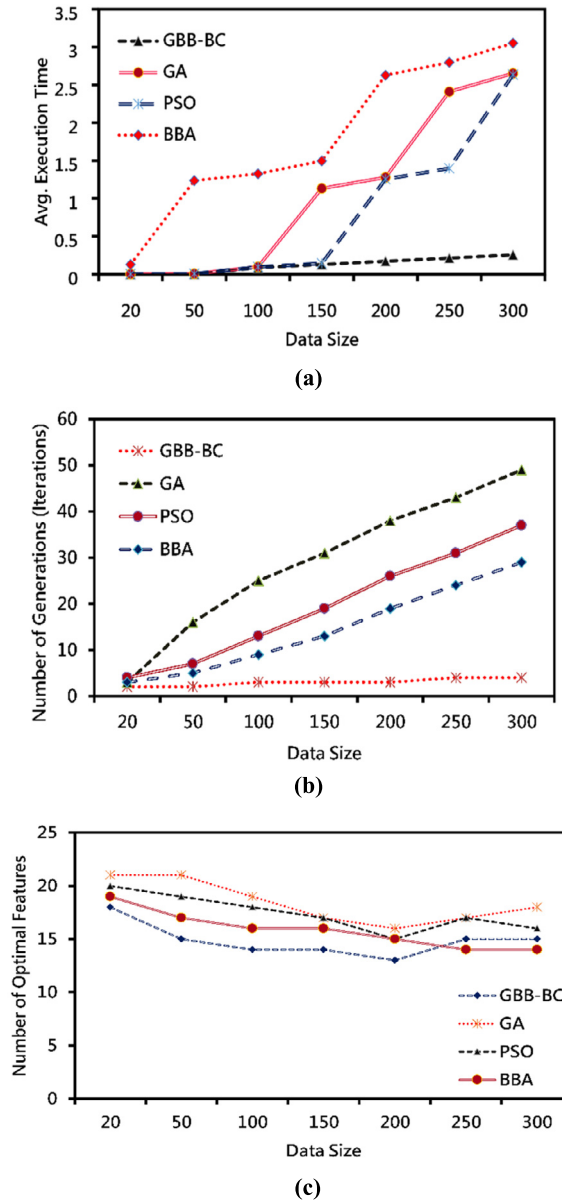 3.5
3
2.5
2
1.5
1
0.5
0
Avg. Execution Time
GBB-BC
GA
PSO
BBA
20 50 100 150 200 250 300
Data Size
(a)
60
50
40
30
20
10
0
Number of Generations (Iterations)
GBB-BC
GA
PSO
BBA
20 50 100 150 200 250 300
Data Size
(b)
25
20
15
10
5
0
Number of Optimal Features
GBB-BC
GA
PSO
BBA
20 50 100 150 200 250 300
Data Size
(c)